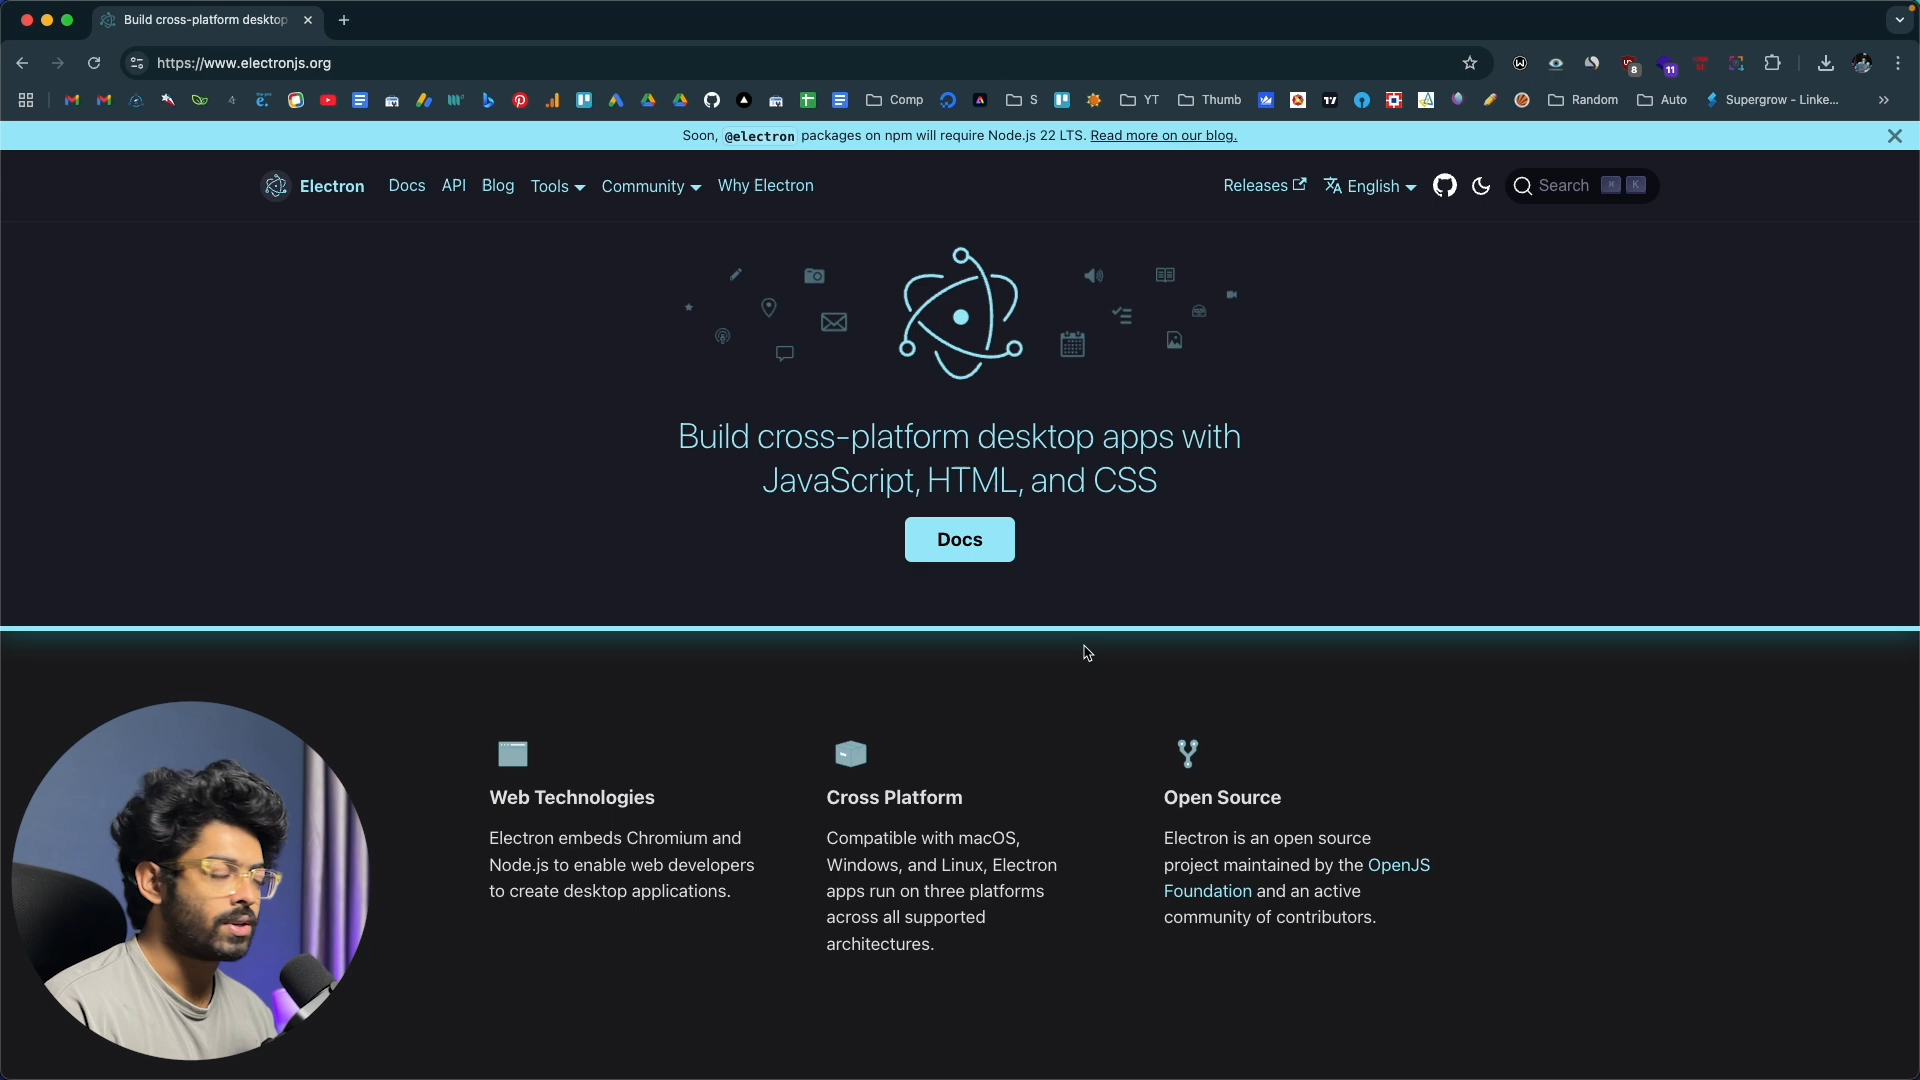 Build cross-platform desktop
https://www.electronjs.org
8
11
Comp
S
YT
Thumb
Random
Auto
Supergrow - Linke...
Soon, @electron packages on npm will require Node.js 22 LTS. Read more on our blog.
Electron
Docs
API
Blog
Tools
Community
Why Electron
Releases
English
Search
K
Build cross-platform desktop apps with
JavaScript, HTML, and CSS
Docs
Web Technologies
Electron embeds Chromium and
Node.js to enable web developers
to create desktop applications.
Cross Platform
Compatible with macOS,
Windows, and Linux, Electron
apps run on three platforms
across all supported
architectures.
Open Source
Electron is an open source
project maintained by the OpenJS
Foundation and an active
community of contributors.